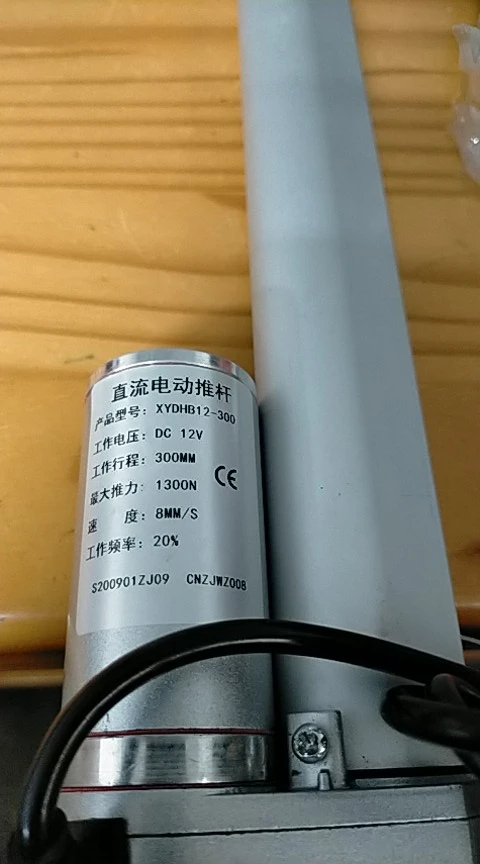 直流电动推杆
产品型号: XYDHB12-300
工作电压: DC 12V
工作行程: 300MM
CE
最大推力: 1300N
速 度: 8MM/S
工作频率: 20%
S200901ZJ09 CNZJWZ008